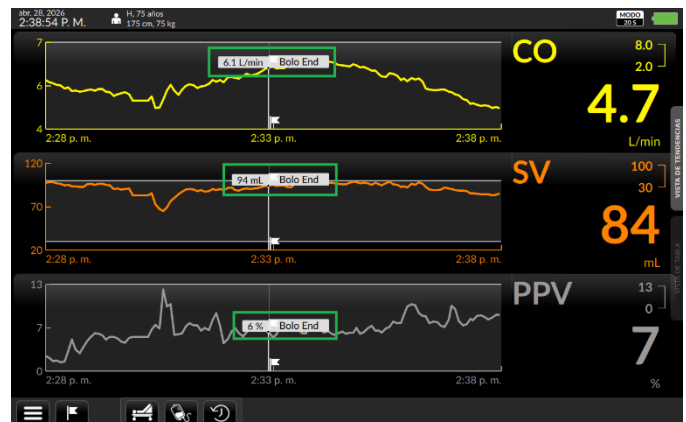 abr. 28, 2026
2:38:54 P. M.
H, 75 años
175 cm, 75 kg
MODO
20 S
7
6
4
6.1 L/min Bolo End
2:28 p. m. 2:33 p. m. 2:38 p. m.
CO
8.0
2.0
4.7
L/min
120
70
20
94 mL Bolo End
2:28 p. m. 2:33 p. m. 2:38 p. m.
SV
100
30
84
mL
13
7
0
6 % Bolo End
2:28 p. m. 2:33 p. m. 2:38 p. m.
PPV
13
0
7
%
VISTA DE TENDENCIAS
VISTA DE TABLA